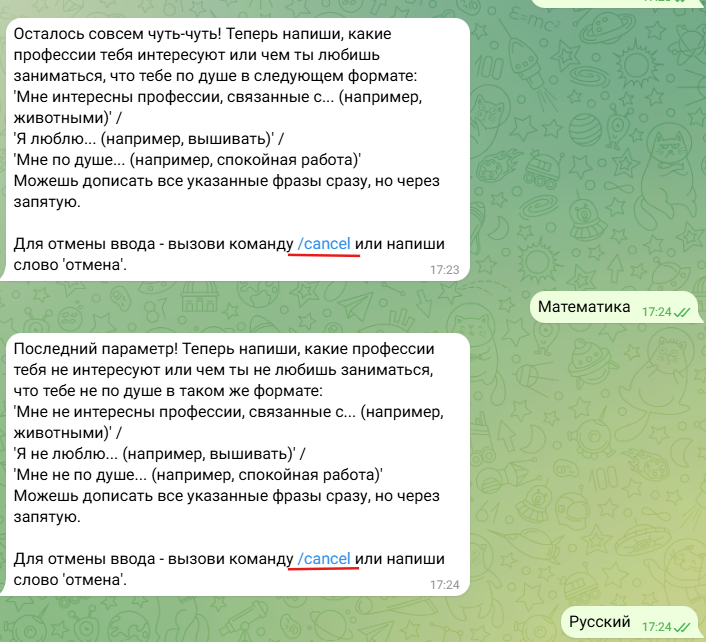 Осталось совсем чуть-чуть! Теперь напиши, какие
профессии тебя интересуют или чем ты любишь
заниматься, что тебе по душе в следующем формате:
'Мне интересны профессии, связанные с... (например,
животными)' /
'Я люблю... (например, вышивать)' /
'Мне по душе... (например, спокойная работа)'
Можешь дописать все указанные фразы сразу, но через
запятую.
Для отмены ввода - вызови команду /cancel или напиши
слово 'отмена'.
17:23
Математика 17:24
Последний параметр! Теперь напиши, какие профессии
тебя не интересуют или чем ты не любишь заниматься,
что тебе не по душе в таком же формате:
'Мне не интересны профессии, связанные с... (например,
животными)' /
'Я не люблю... (например, вышивать)' /
'Мне не по душе... (например, спокойная работа)'
Можешь дописать все указанные фразы сразу, но через
запятую.
Для отмены ввода - вызови команду /cancel или напиши
слово 'отмена'.
17:24
Русский 17:24